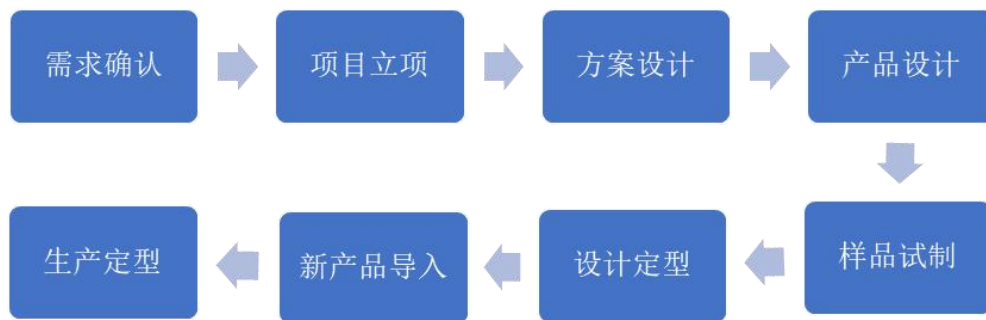 需求确认
项目立项
方案设计
产品设计
样品试制
设计定型
新产品导入
生产定型